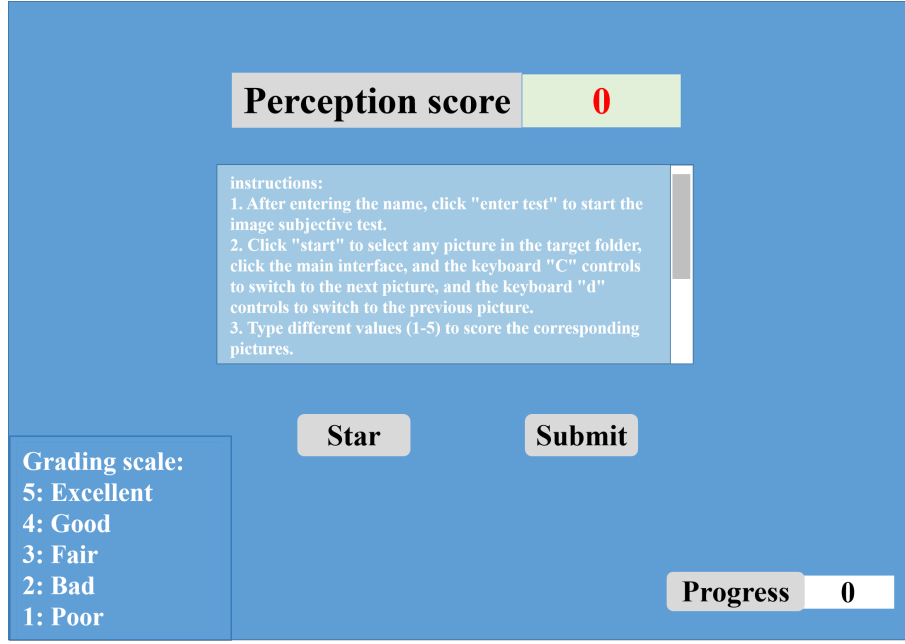 Perception score 0
instructions:
1. After entering the name, click "enter test" to start the
image subjective test.
2. Click "start" to select any picture in the target folder,
click the main interface, and the keyboard "C" controls
to switch to the next picture, and the keyboard "d"
controls to switch to the previous picture.
3. Type different values (1-5) to score the corresponding
pictures.
Star
Submit
Grading scale:
5: Excellent
4: Good
3: Fair
2: Bad
1: Poor
Progress 0